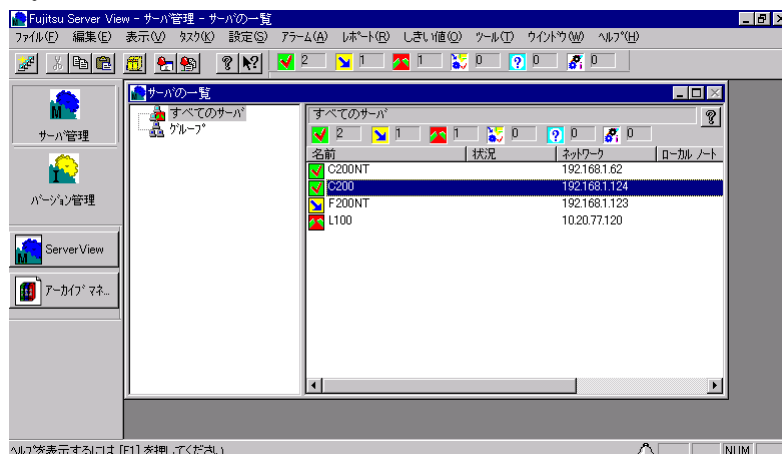 Fujitsu Server View - サーバ管理 - サーバの一覧
ファイル(F) 編集(E) 表示(V) タスク(K) 設定(S) アラーム(A) レポート(R) しきい値(O) ツール(T) ウインドウ(W) ヘルプ(H)
2 1 1 0 0 0
サーバの一覧
すべてのサーバ
グループ
すべてのサーバ
2 1 1 0 0 0
名前 状況 ネットワーク ローカル ノート
C200NT 192.168.1.62
C200 192.168.1.124
F200NT 192.168.1.123
L100 10.20.77.120
サーバ管理
バージョン管理
ServerView
アーカイブ マネ...
ヘルプを表示するには [F1] を押してください
NUM